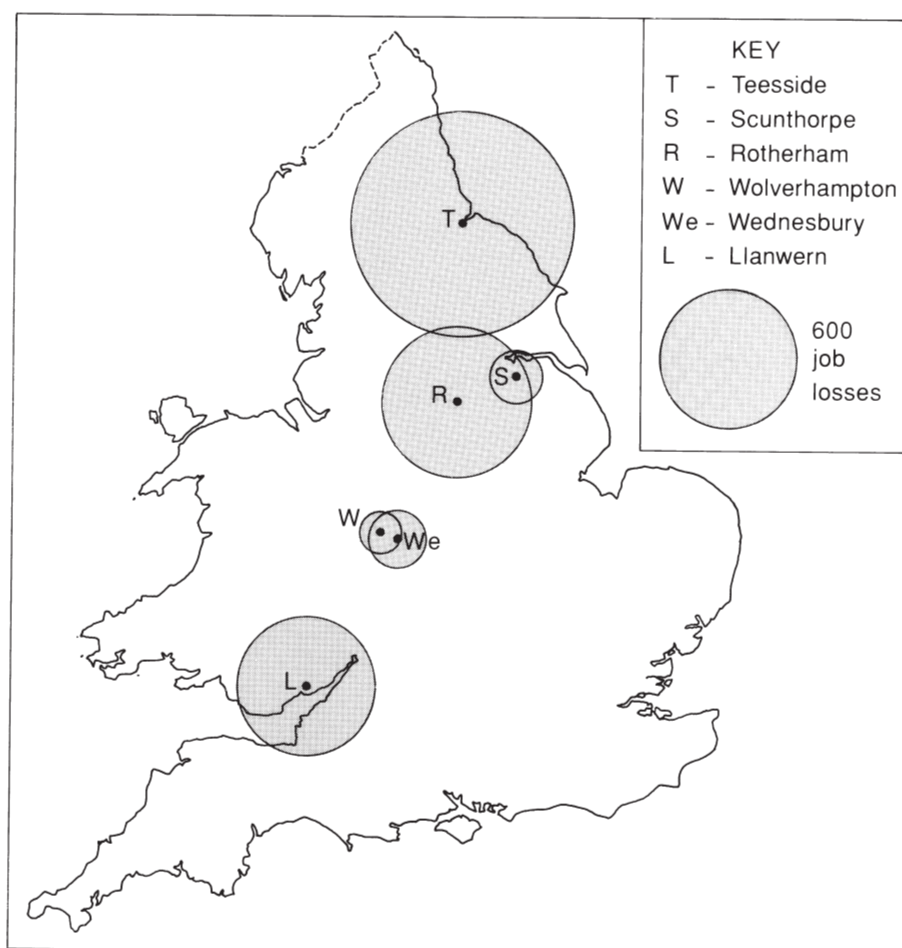 KEY
T - Teesside
S - Scunthorpe
R - Rotherham
W - Wolverhampton
We - Wednesbury
L - Llanwern
600
job
losses
T
S
R
W
We
L